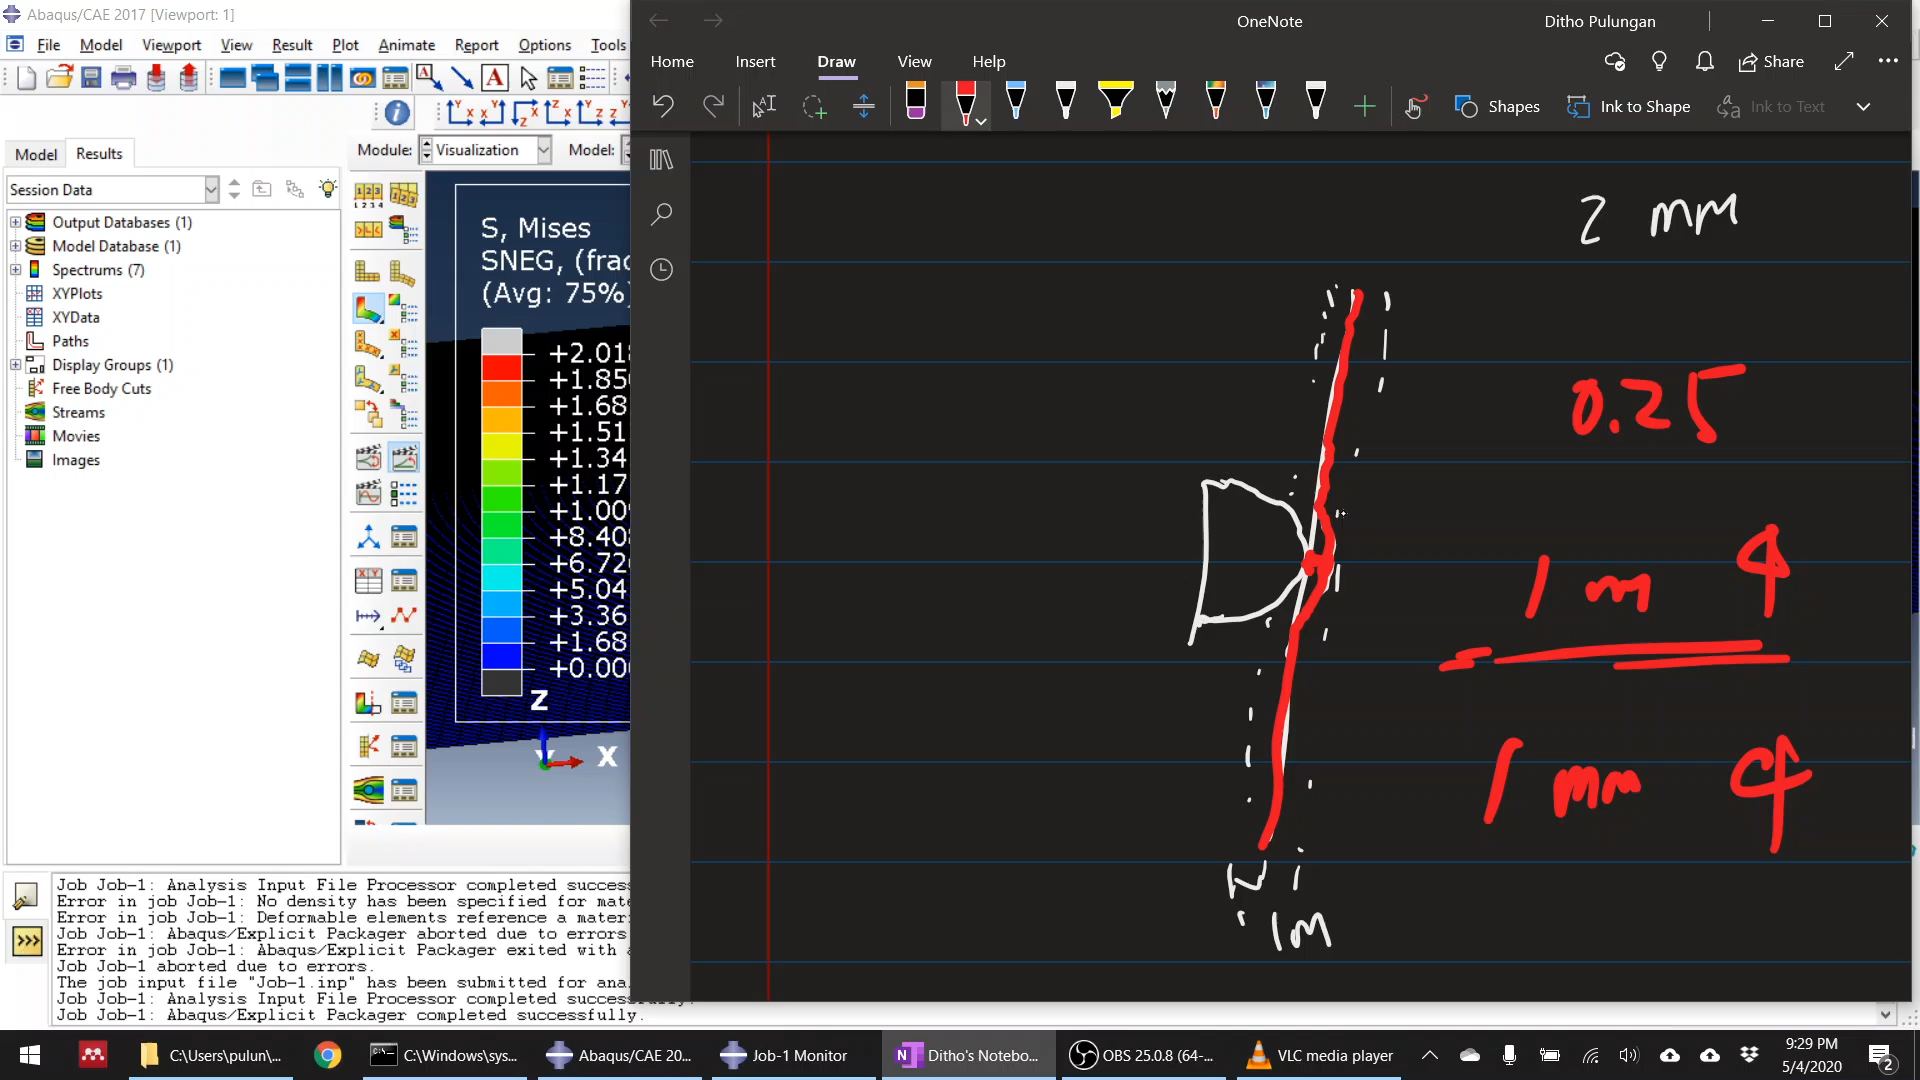 Abaqus/CAE 2017 [Viewport: 1]
File Model Viewport View Result Plot Animate Report Options Tools
Module: Visualization Model:
Model Results
Session Data
Output Databases (1)
Model Database (1)
Spectrums (7)
XYPlots
XYData
Paths
Display Groups (1)
Free Body Cuts
Streams
Movies
Images
S, Mises
SNEG, (frac
(Avg: 75%)
+2.018
+1.850
+1.68
+1.51
+1.34
+1.17
+1.009
+8.408
+6.726
+5.04
+3.36
+1.68
+0.000
Z
Y
X
OneNote
Ditho Pulungan
Home Insert Draw View Help
Share
Shapes Ink to Shape Ink to Text
2 mm
0.25
1 m
1 mm
1m
Job Job-1: Analysis Input File Processor completed success
Error in job Job-1: No density has been specified for mate
Error in job Job-1: Deformable elements reference a materi
Job Job-1: Abaqus/Explicit Packager aborted due to errors
Error in job Job-1: Abaqus/Explicit Packager exited with a
Job Job-1 aborted due to errors.
The job input file "Job-1.inp" has been submitted for ana
Job Job-1: Analysis Input File Processor completed successfully.
Job Job-1: Abaqus/Explicit Packager completed successfully.
C:\Users\pulun\... C:\Windows\sys... Abaqus/CAE 20... Job-1 Monitor Ditho's Notebo... OBS 25.0.8 (64-... VLC media player
9:29 PM
5/4/2020
2